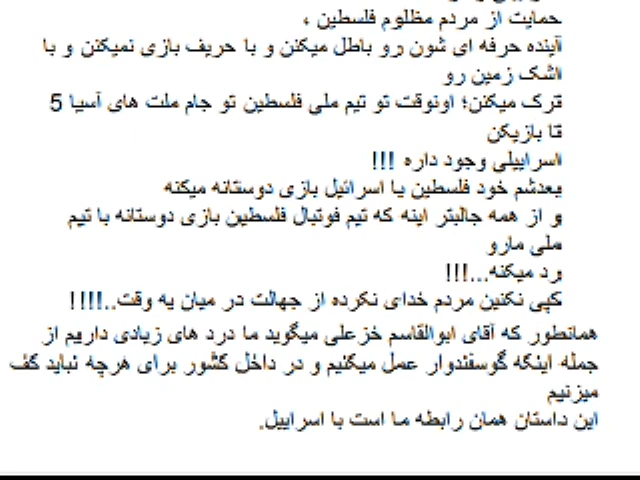 حمایت از مردم مظلوم فلسطین ،
آینده حرفه ای شون رو باطل میکنن و با حریف بازی نمیکنن و با
اشک زمین رو
ترک میکنن؛ اونوقت تو تیم ملی فلسطین تو جام ملت های آسیا 5
تا بازیکن
اسراییلی وجود داره !!!
بعدشم خود فلسطین با اسرائیل بازی دوستانه میکنه
و از همه جالبتر اینه که تیم فوتبال فلسطین بازی دوستانه با تیم
ملی مارو
رد میکنه...!!!
کپی نکنین مردم خدای نکرده از جهالت در میان یه وقت..!!!!
همانطور که آقای ابوالقاسم خزعلی میگوید ما درد های زیادی داریم از
جمله اینکه گوسفندوار عمل میکنیم و در داخل کشور برای هرچه نباید کف
میزنیم
این داستان همان رابطه ما است با اسراییل.